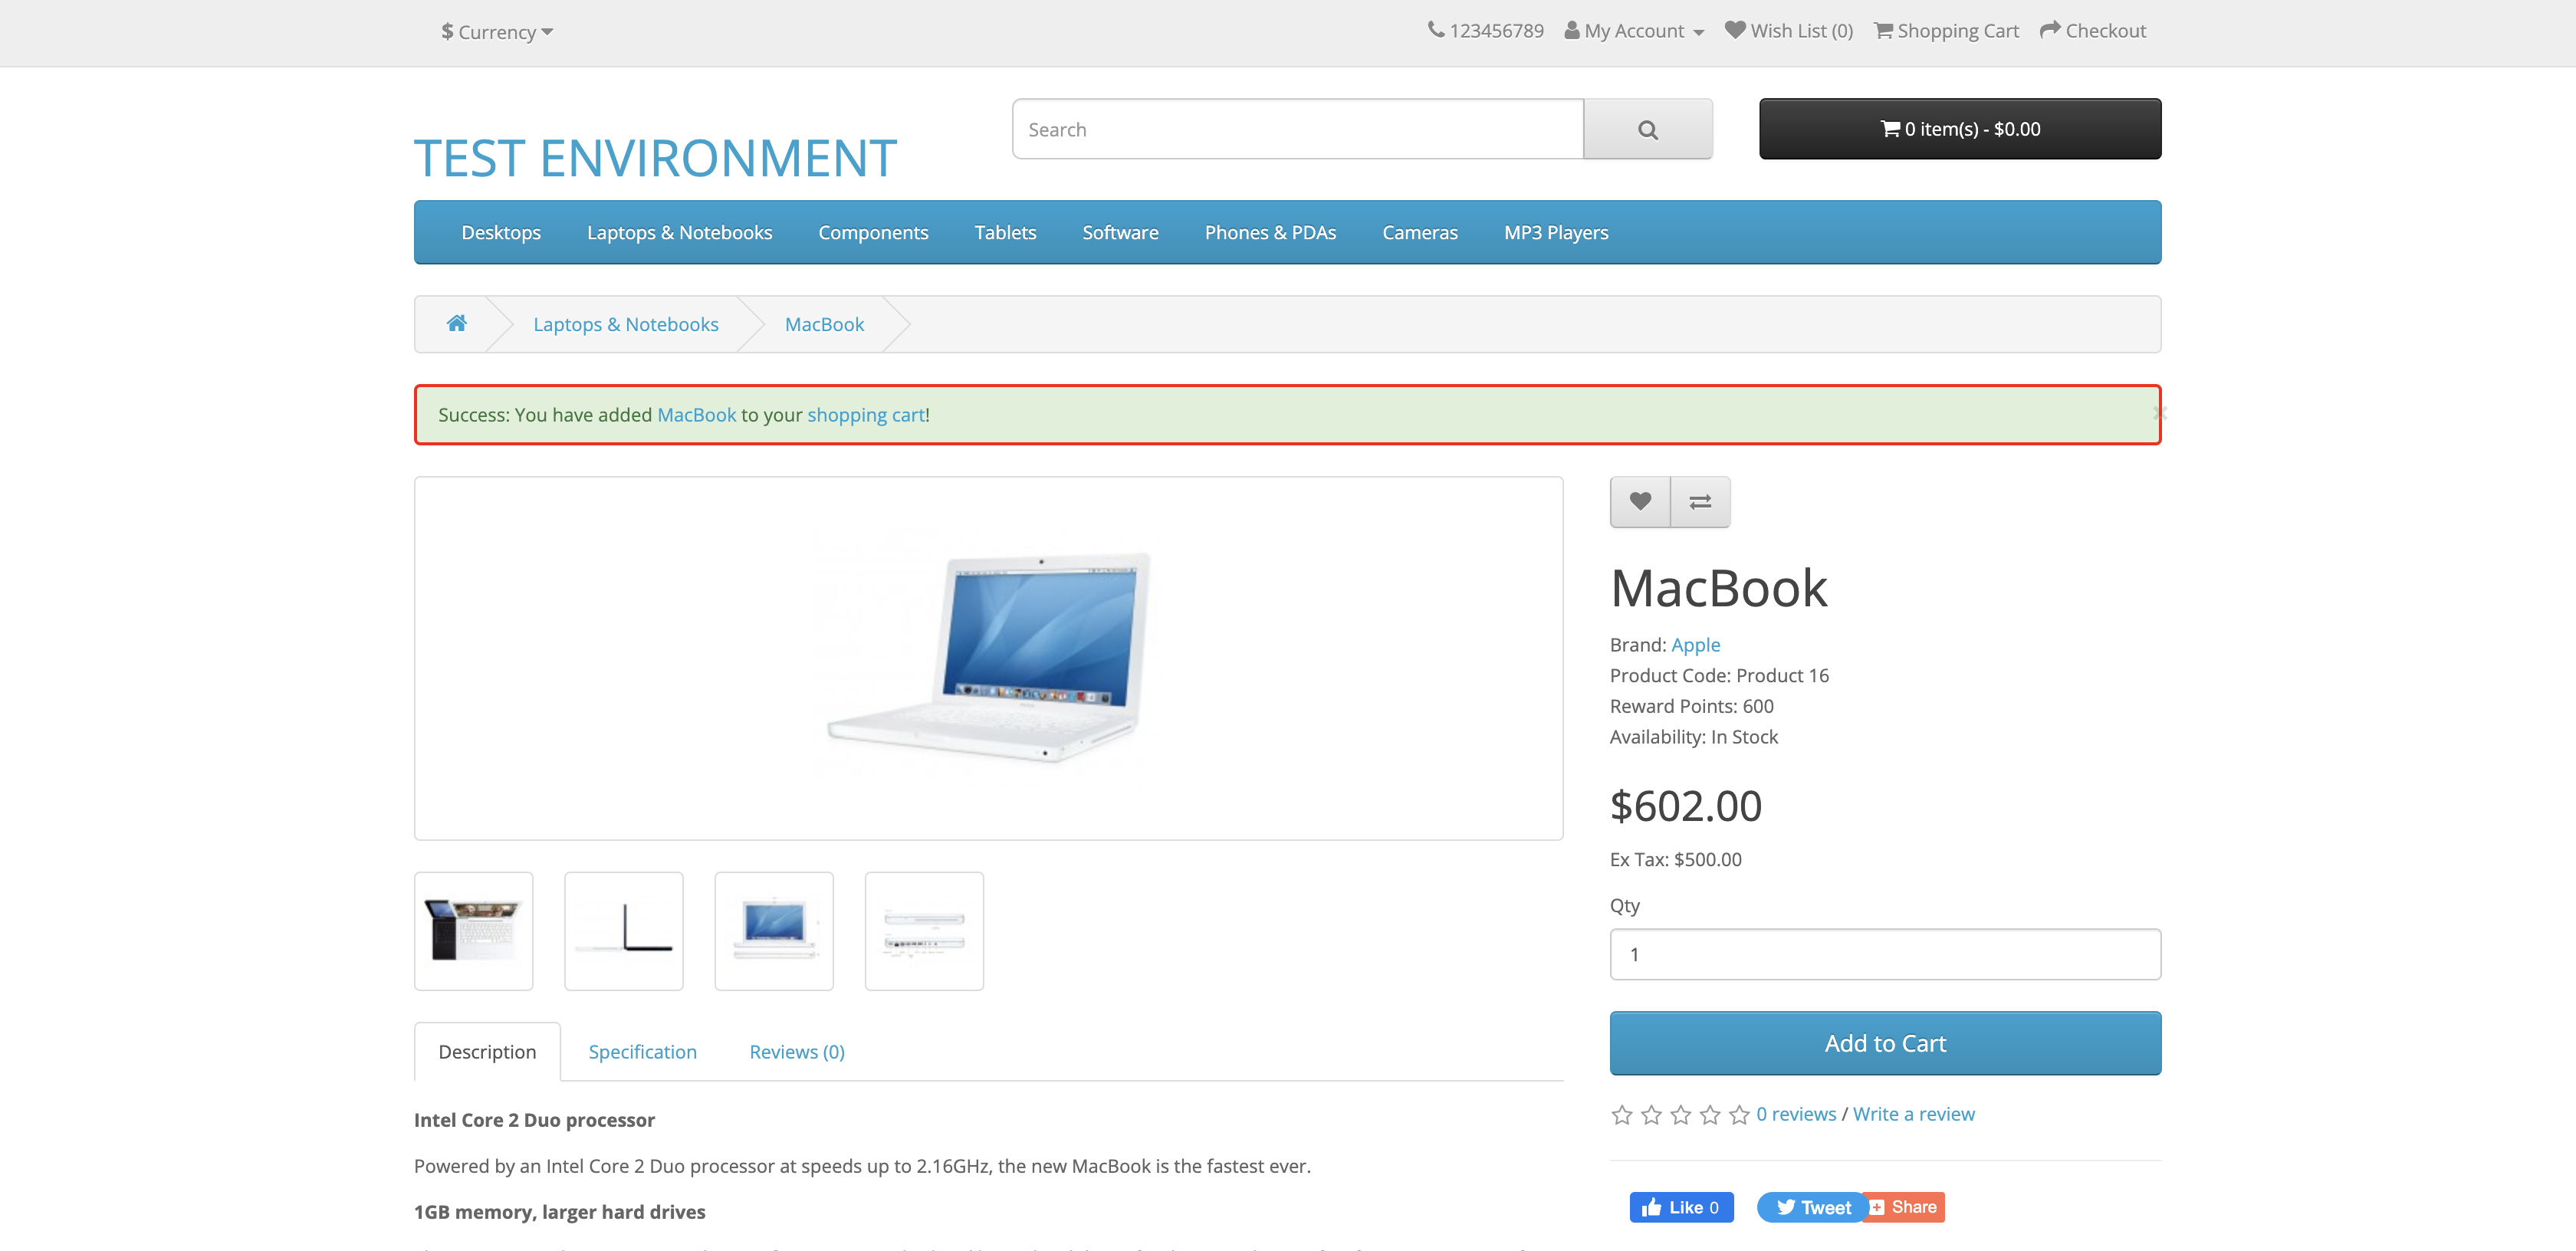 $ Currency
123456789 My Account Wish List (0) Shopping Cart Checkout
TEST ENVIRONMENT
Search
0 item(s) - $0.00
Desktops Laptops & Notebooks Components Tablets Software Phones & PDAs Cameras MP3 Players
Laptops & Notebooks MacBook
Success: You have added MacBook to your shopping cart!
MacBook
Brand: Apple
Product Code: Product 16
Reward Points: 600
Availability: In Stock
$602.00
Ex Tax: $500.00
Qty
1
Add to Cart
0 reviews / Write a review
Like 0 Tweet Share
Description Specification Reviews (0)
Intel Core 2 Duo processor
Powered by an Intel Core 2 Duo processor at speeds up to 2.16GHz, the new MacBook is the fastest ever.
1GB memory, larger hard drives